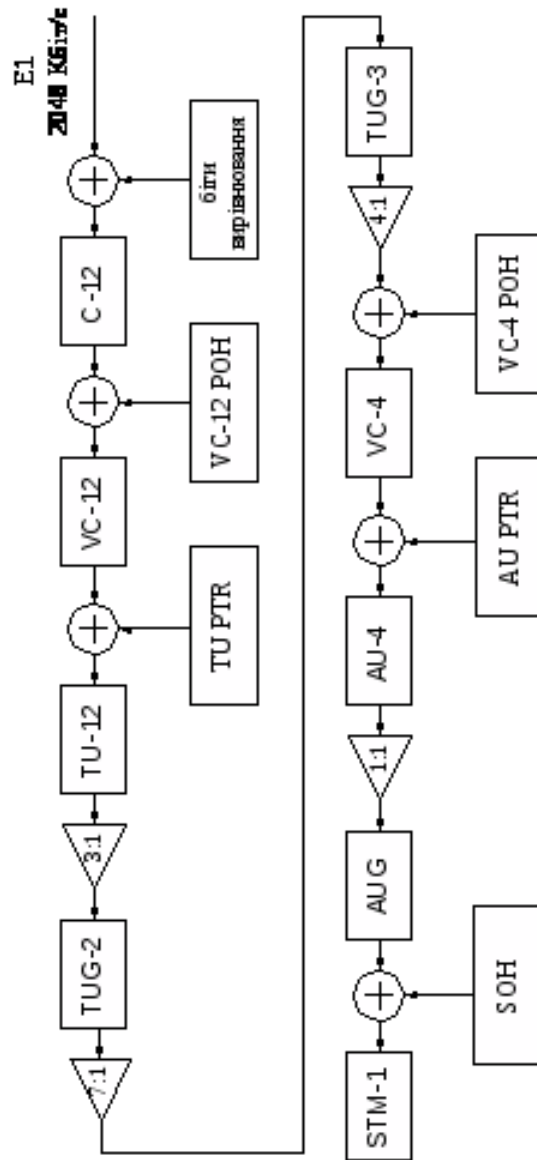 E1
2048 Кбіт/с
біти
вирівнювання
C-12
VC-12 POH
VC-12
TU PTR
TU-12
3:1
TUG-2
7:1
TUG-3
4:1
VC-4 POH
VC-4
AU PTR
AU-4
1:1
AUG
SOH
STM-1